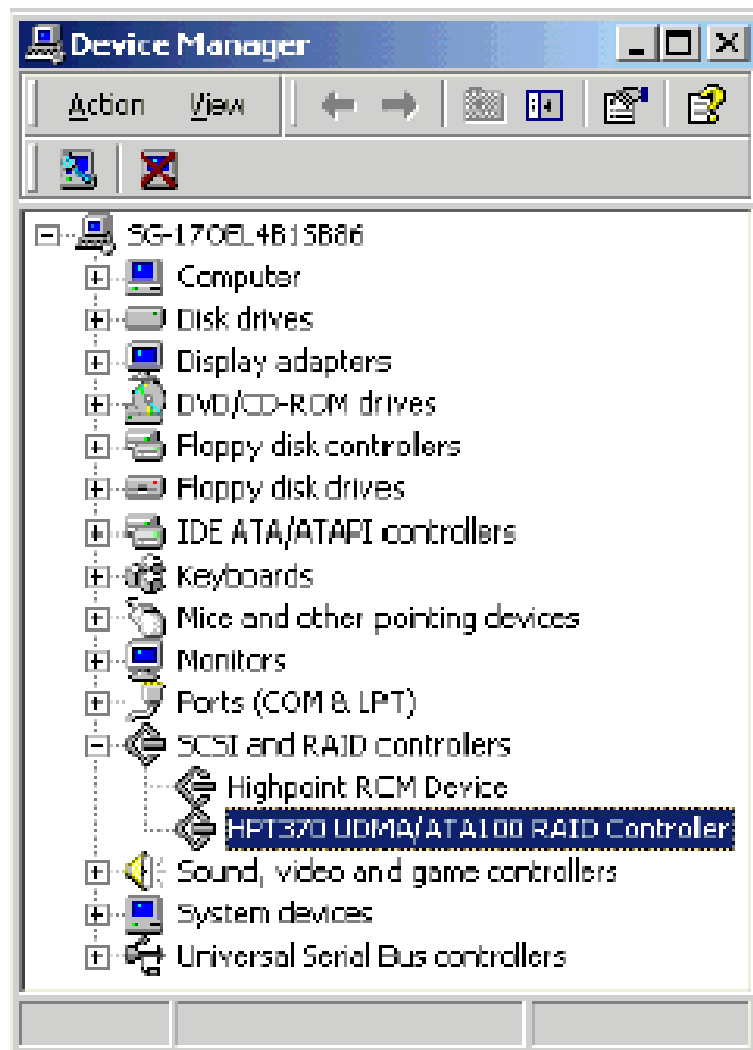 Device Manager
Action View
SG-17OEL4B15B86
Computer
Disk drives
Display adapters
DVD/CD-ROM drives
Floppy disk controllers
Floppy disk drives
IDE ATA/ATAPI controllers
Keyboards
Mice and other pointing devices
Monitors
Ports (COM & LPT)
SCSI and RAID controllers
Highpoint RCM Device
HPT370 UDMA/ATA100 RAID Controller
Sound, video and game controllers
System devices
Universal Serial Bus controllers